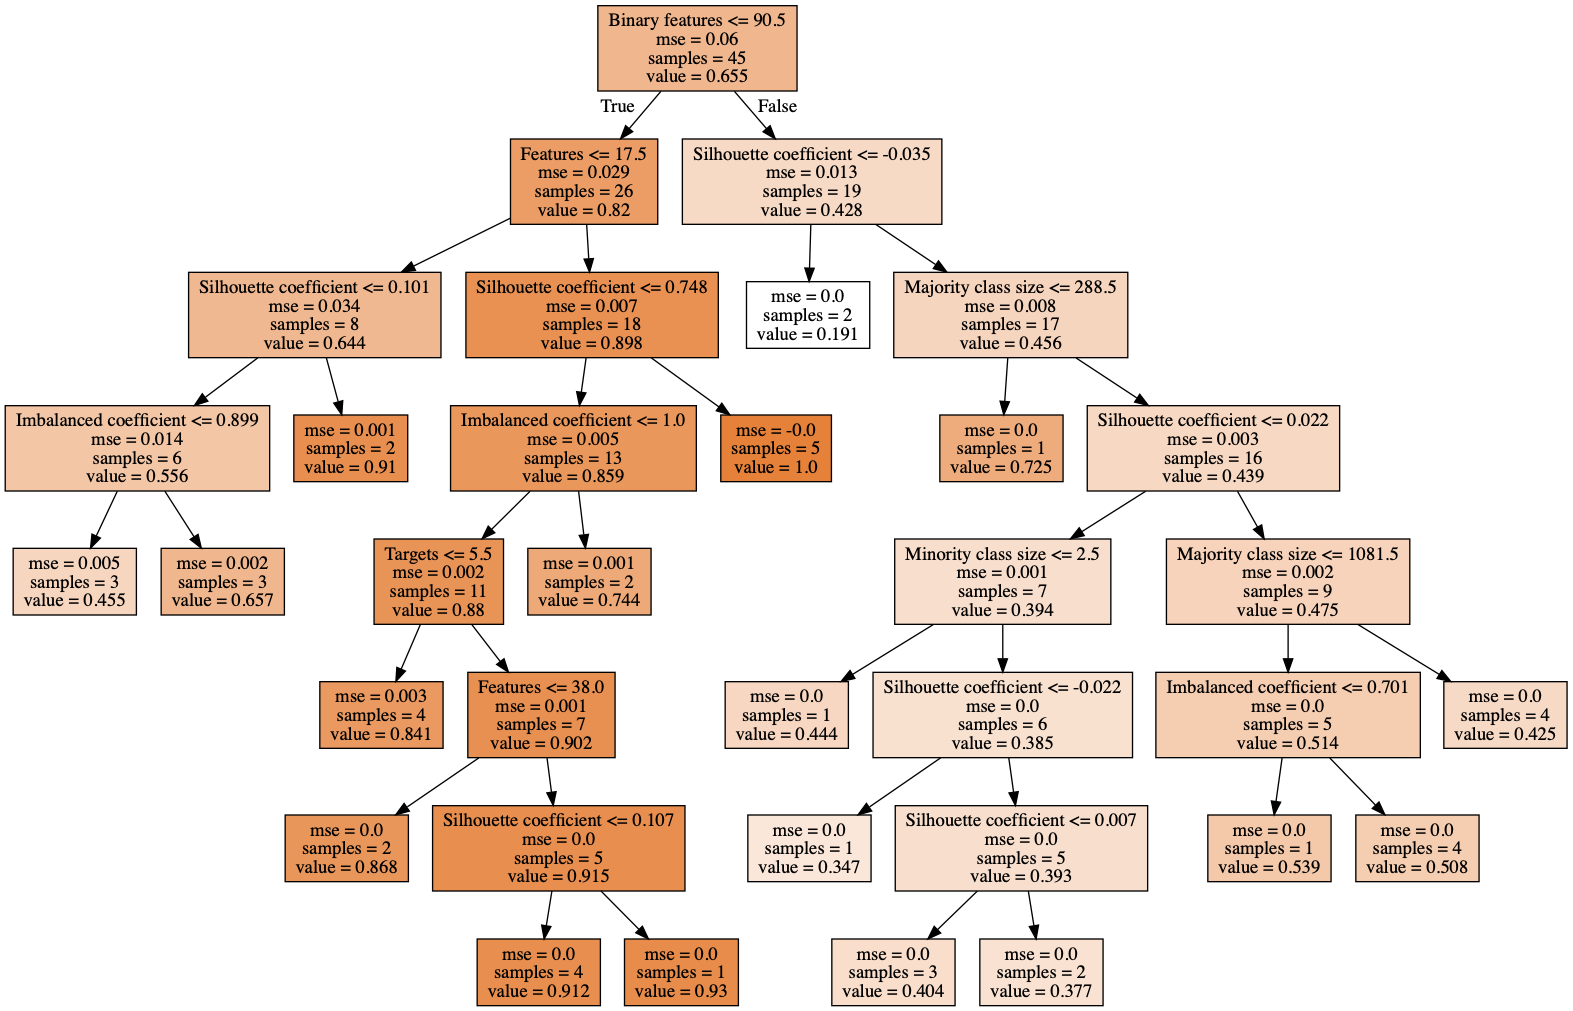 Binary features <= 90.5
mse = 0.06
samples = 45
value = 0.655
True
False
Features <= 17.5
mse = 0.029
samples = 26
value = 0.82
Silhouette coefficient <= -0.035
mse = 0.013
samples = 19
value = 0.428
Silhouette coefficient <= 0.101
mse = 0.034
samples = 8
value = 0.644
Silhouette coefficient <= 0.748
mse = 0.007
samples = 18
value = 0.898
mse = 0.0
samples = 2
value = 0.191
Majority class size <= 288.5
mse = 0.008
samples = 17
value = 0.456
Imbalanced coefficient <= 0.899
mse = 0.014
samples = 6
value = 0.556
mse = 0.001
samples = 2
value = 0.91
Imbalanced coefficient <= 1.0
mse = 0.005
samples = 13
value = 0.859
mse = -0.0
samples = 5
value = 1.0
mse = 0.0
samples = 1
value = 0.725
Silhouette coefficient <= 0.022
mse = 0.003
samples = 16
value = 0.439
mse = 0.005
samples = 3
value = 0.455
mse = 0.002
samples = 3
value = 0.657
Targets <= 5.5
mse = 0.002
samples = 11
value = 0.88
mse = 0.001
samples = 2
value = 0.744
Minority class size <= 2.5
mse = 0.001
samples = 7
value = 0.394
Majority class size <= 1081.5
mse = 0.002
samples = 9
value = 0.475
mse = 0.003
samples = 4
value = 0.841
Features <= 38.0
mse = 0.001
samples = 7
value = 0.902
mse = 0.0
samples = 1
value = 0.444
Silhouette coefficient <= -0.022
mse = 0.0
samples = 6
value = 0.385
Imbalanced coefficient <= 0.701
mse = 0.0
samples = 5
value = 0.514
mse = 0.0
samples = 4
value = 0.425
mse = 0.0
samples = 2
value = 0.868
Silhouette coefficient <= 0.107
mse = 0.0
samples = 5
value = 0.915
mse = 0.0
samples = 1
value = 0.347
Silhouette coefficient <= 0.007
mse = 0.0
samples = 5
value = 0.393
mse = 0.0
samples = 1
value = 0.539
mse = 0.0
samples = 4
value = 0.508
mse = 0.0
samples = 4
value = 0.912
mse = 0.0
samples = 1
value = 0.93
mse = 0.0
samples = 3
value = 0.404
mse = 0.0
samples = 2
value = 0.377